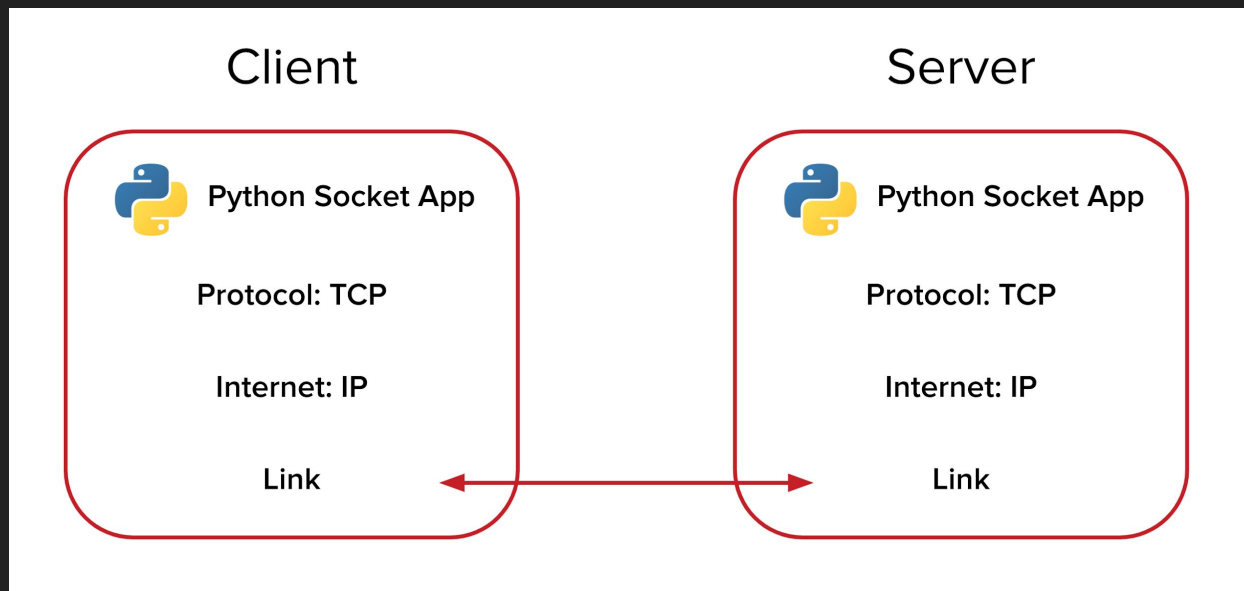 Client
Python Socket App
Protocol: TCP
Internet: IP
Link
Server
Python Socket App
Protocol: TCP
Internet: IP
Link